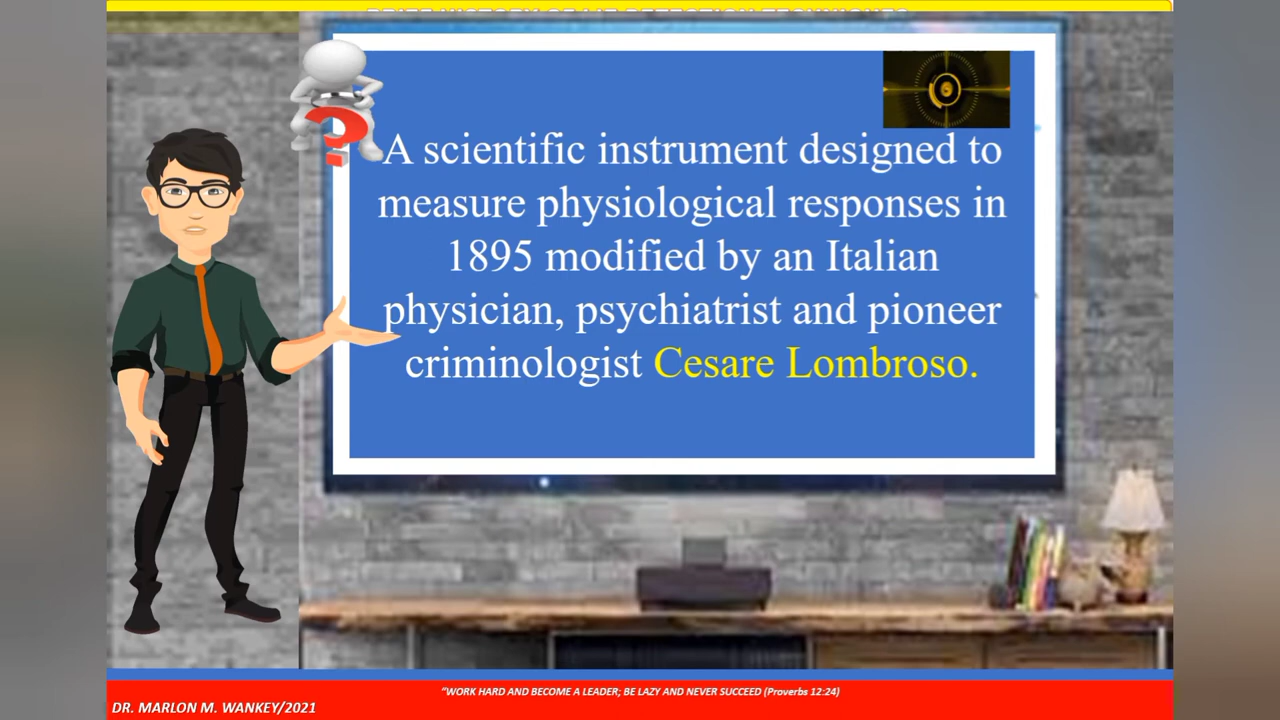 A scientific instrument designed to
measure physiological responses in
1895 modified by an Italian
physician, psychiatrist and pioneer
criminologist Cesare Lombroso.
"WORK HARD AND BECOME A LEADER; BE LAZY AND NEVER SUCCEED (Proverbs 12:24)
DR. MARLON M. WANKEY/2021